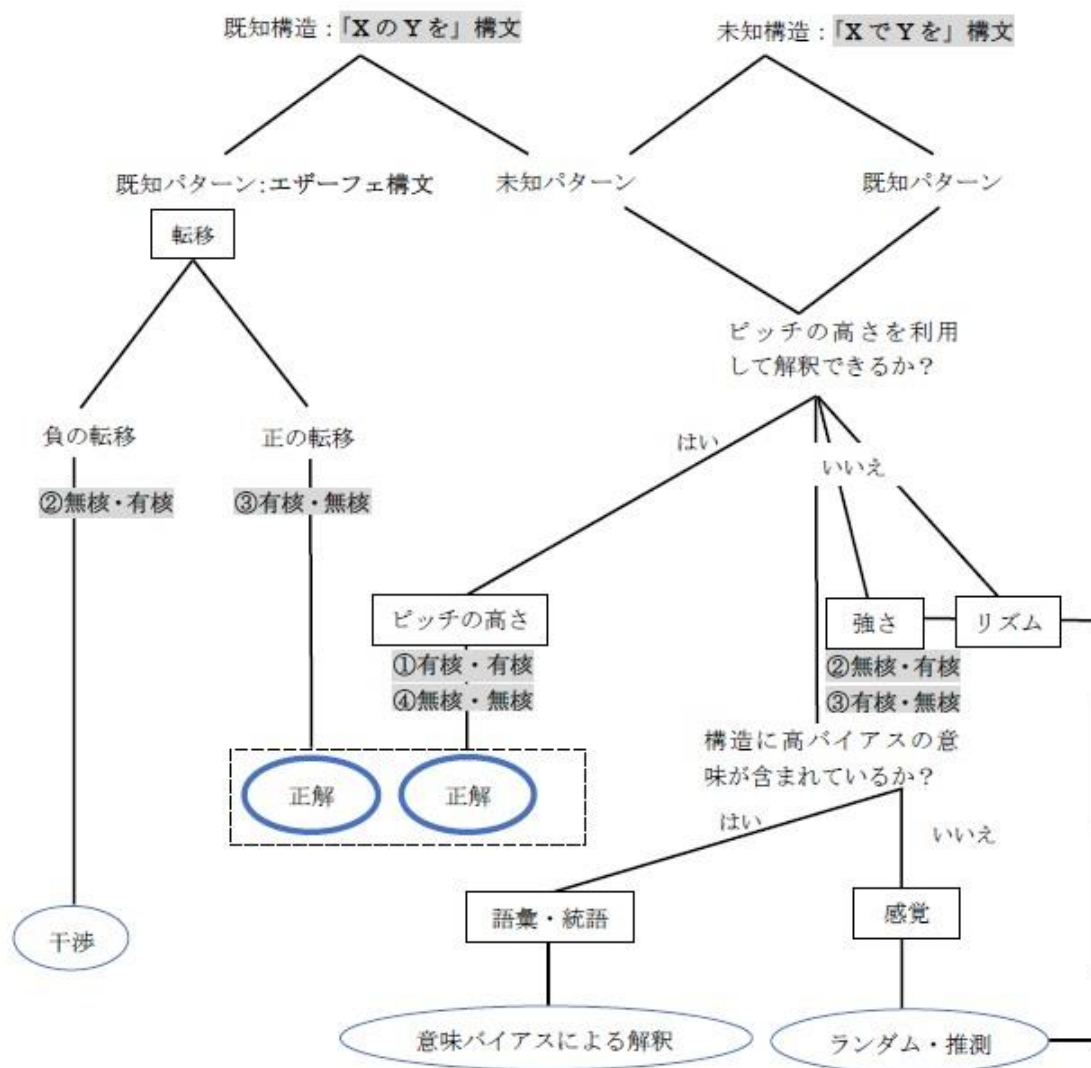 既知構造：「XのYを」構文
未知構造：「XでYを」構文
既知パターン：エザーフェ構文
未知パターン
既知パターン
転移
ピッチの高さを利用
して解釈できるか？
負の転移
正の転移
はい
いいえ
②無核・有核
③有核・無核
ピッチの高さ
強さ
リズム
①有核・有核
④無核・無核
②無核・有核
③有核・無核
構造に高バイアスの意
味が含まれているか？
正解
正解
はい
いいえ
語彙・統語
感覚
干渉
意味バイアスによる解釈
ランダム・推測